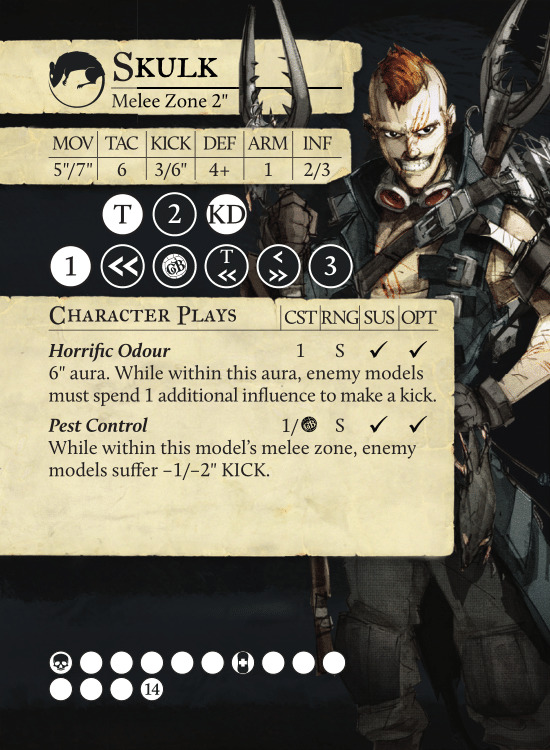 SKULK
Melee Zone 2"
MOV TAC KICK DEF ARM INF
5"/7" 6 3/6" 4+ 1 2/3
T 2 KD
1 << GB T << < >> 3
CHARACTER PLAYS CST RNG SUS OPT
Horrific Odour 1 S ✓ ✓
6" aura. While within this aura, enemy models
must spend 1 additional influence to make a kick.
Pest Control 1/GB S ✓ ✓
While within this model's melee zone, enemy
models suffer –1/–2" KICK.
14